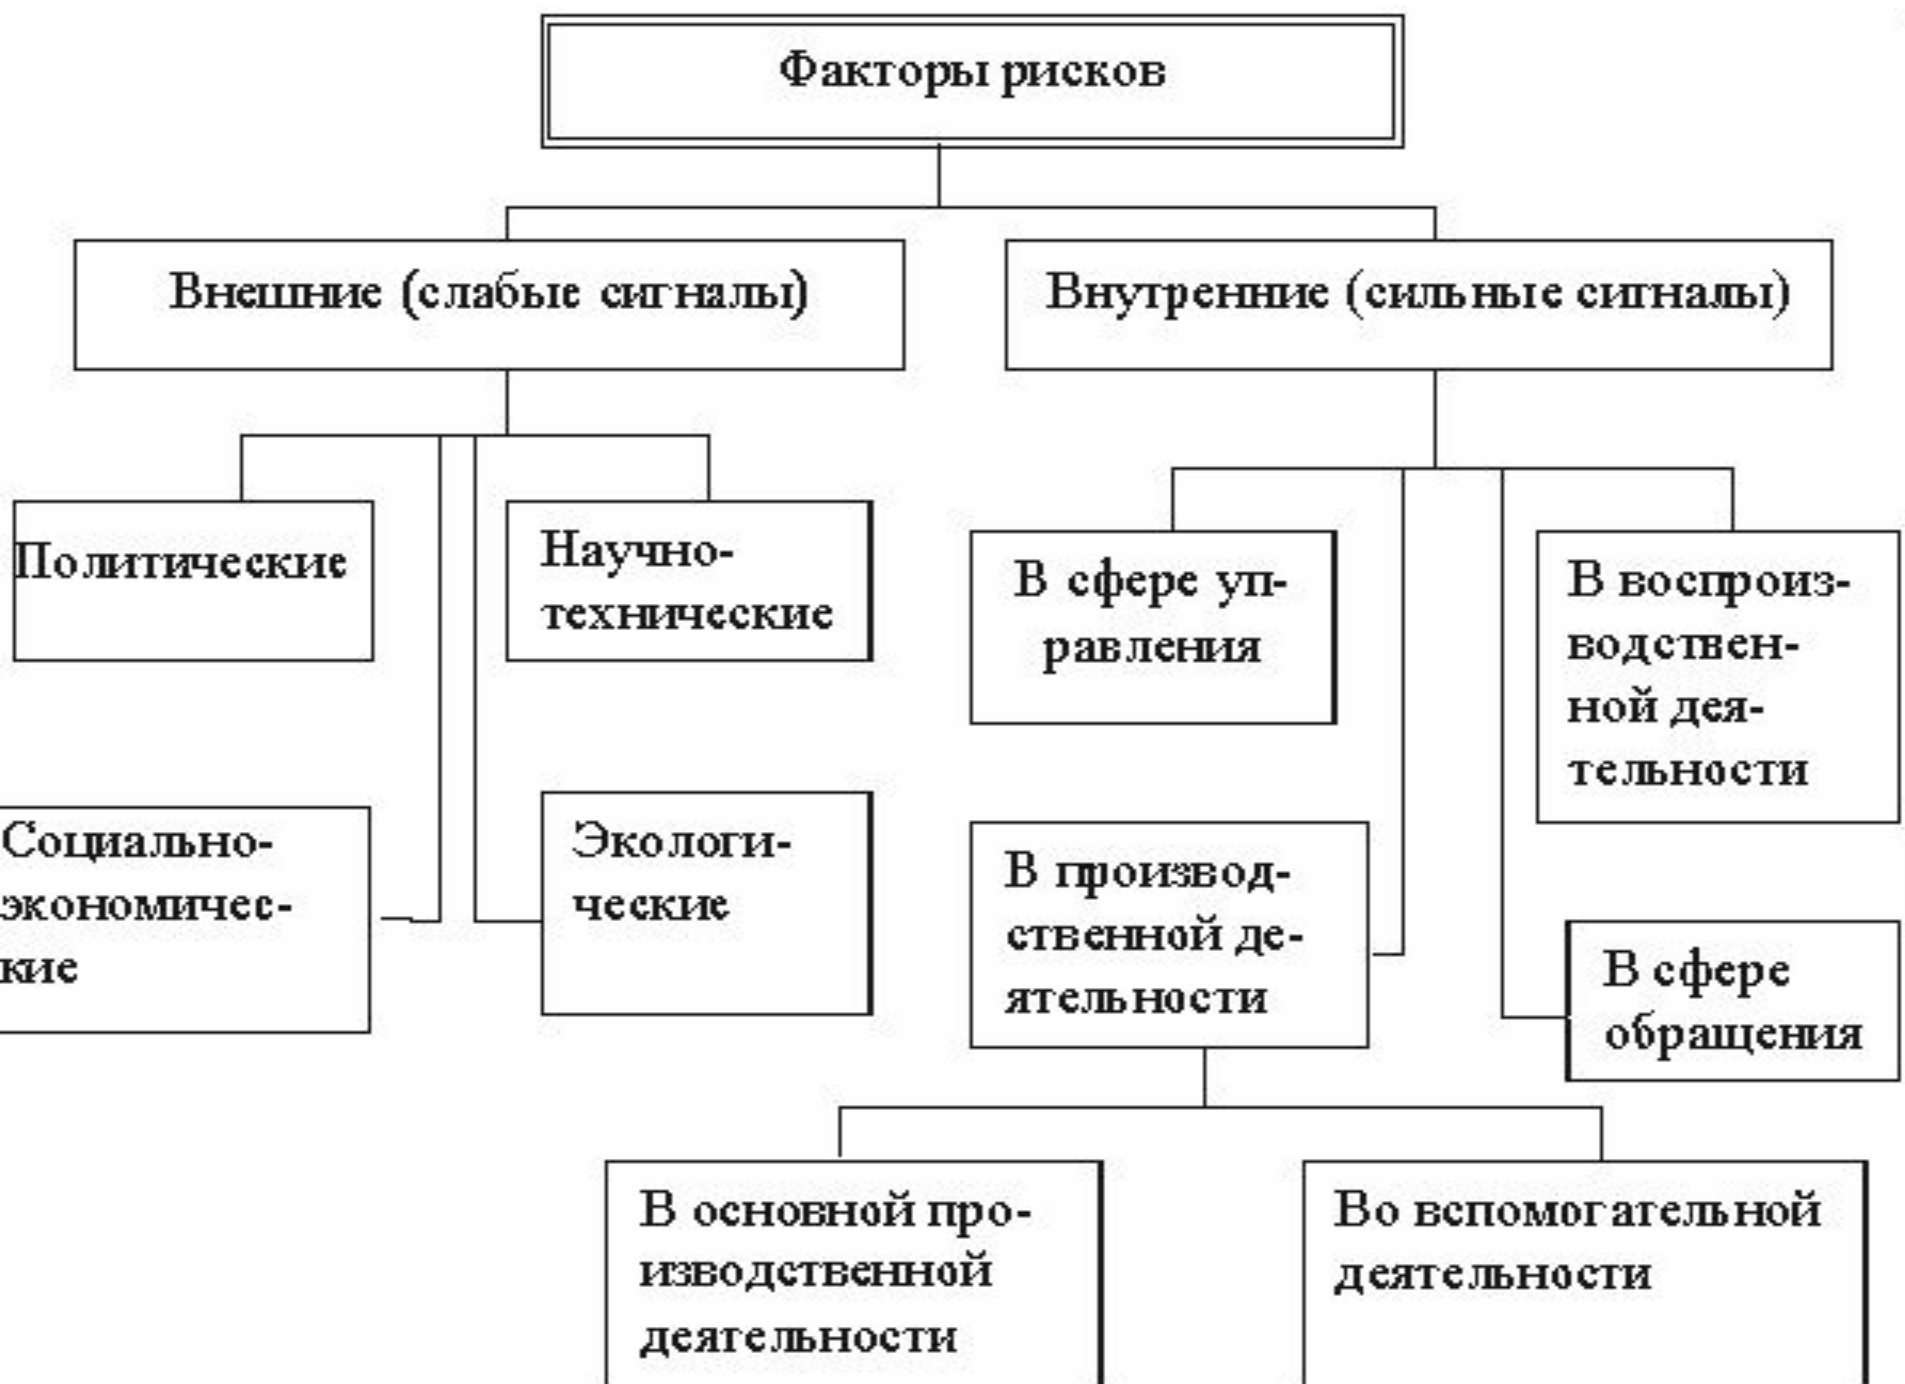 Факторы рисков
Внешние (слабые сигналы)
Внутренние (сильные сигналы)
Политические
Научно-
технические
В сфере уп-
равления
В воспроиз-
водствен-
ной дея-
тельности
Социально-
экономичес-
кие
Экологи-
ческие
В производ-
ственной де-
ятельности
В сфере
обращения
В основной про-
изводственной
деятельности
Во вспомогательной
деятельности